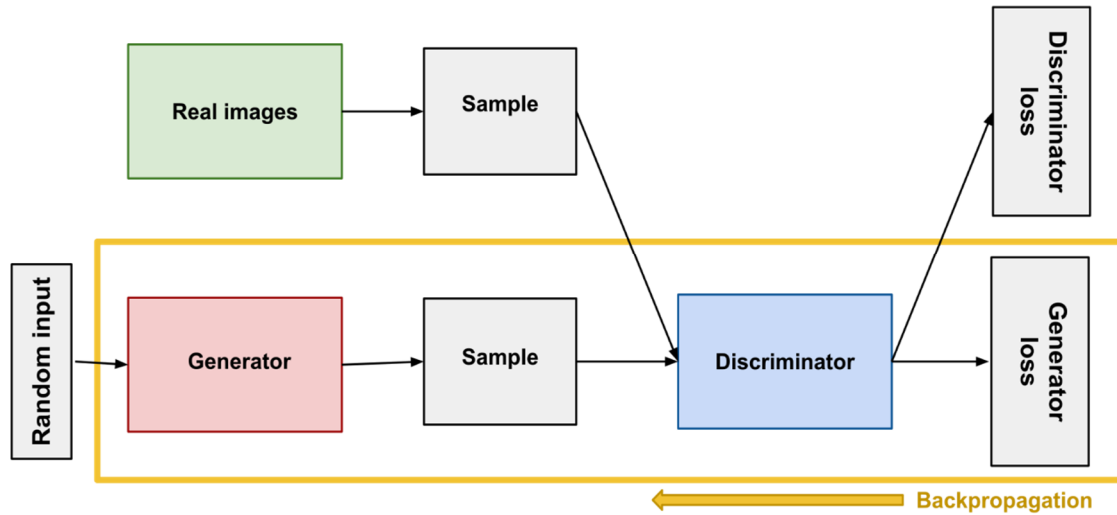 Real images
Sample
Discriminator
loss
Random input
Generator
Sample
Discriminator
Generator
loss
Backpropagation